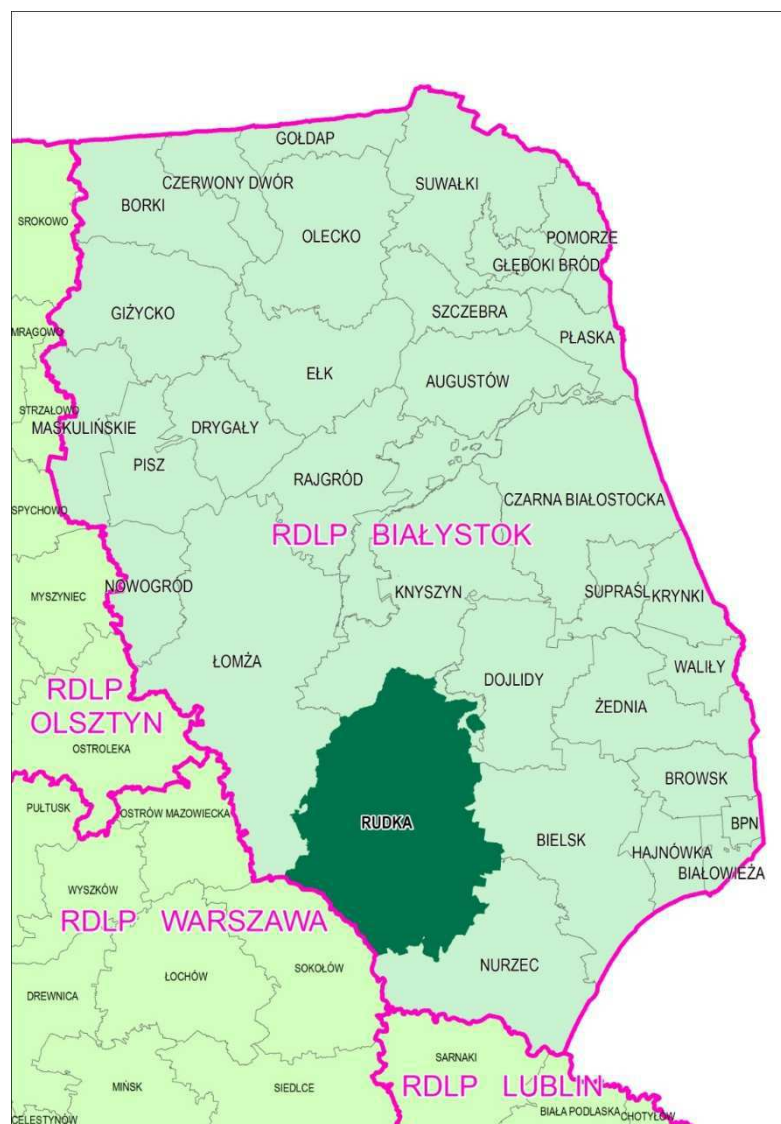 GOŁDAP
CZERWONY DWÓR
SUWAŁKI
BORKI
SROKOWO
OLECKO
POMORZE
GŁĘBOKI BRÓD
GIŻYCKO
SZCZEBRA
MRĄGOWO
PŁASKA
EŁK
AUGUSTÓW
STRZAŁOWO
MASKULIŃSKIE
DRYGAŁY
PISZ
RAJGRÓD
CZARNA BIAŁOSTOCKA
SPYCHOWO
RDLP BIAŁYSTOK
NOWOGRÓD
KNYSZYN
SUPRAŚL
KRYNKI
MYSZYNIEC
ŁOMŻA
DOJLIDY
WALIŁY
RDLP
OLSZTYN
ŻEDNIA
OSTROLEKA
BROWSK
PUŁTUSK
OSTRÓW MAZOWIECKA
RUDKA
BPN
BIELSK
HAJNÓWKA
BIAŁOWIEŻA
WYSZKÓW
RDLP WARSZAWA
NURZEC
SOKOŁÓW
ŁOCHÓW
DREWNICA
SARNAKI
MIŃSK
SIEDLCE
RDLP LUBLIN
CELESTYNÓW
BIAŁA PODLASKA
CHOTYŁÓW